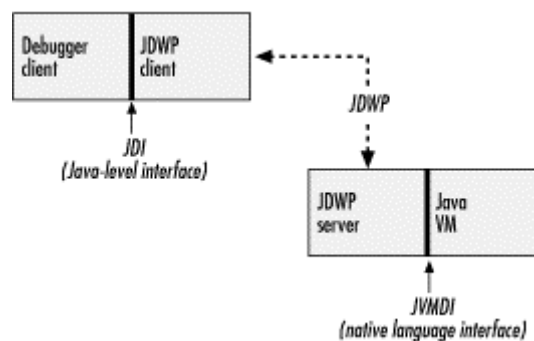 Debugger
client
JDWP
client
JDWP
JDI
(Java-level interface)
JDWP
server
Java
VM
JVMDI
(native language interface)